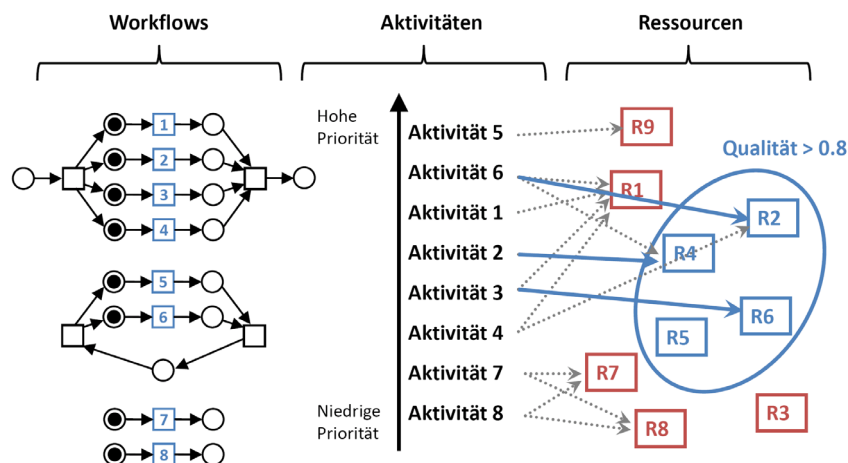 Workflows
Aktivitäten
Ressourcen
1
2
3
4
5
6
7
8
Hohe
Priorität
Niedrige
Priorität
Aktivität 5
Aktivität 6
Aktivität 1
Aktivität 2
Aktivität 3
Aktivität 4
Aktivität 7
Aktivität 8
Qualität > 0.8
R9
R1
R2
R4
R6
R5
R7
R3
R8